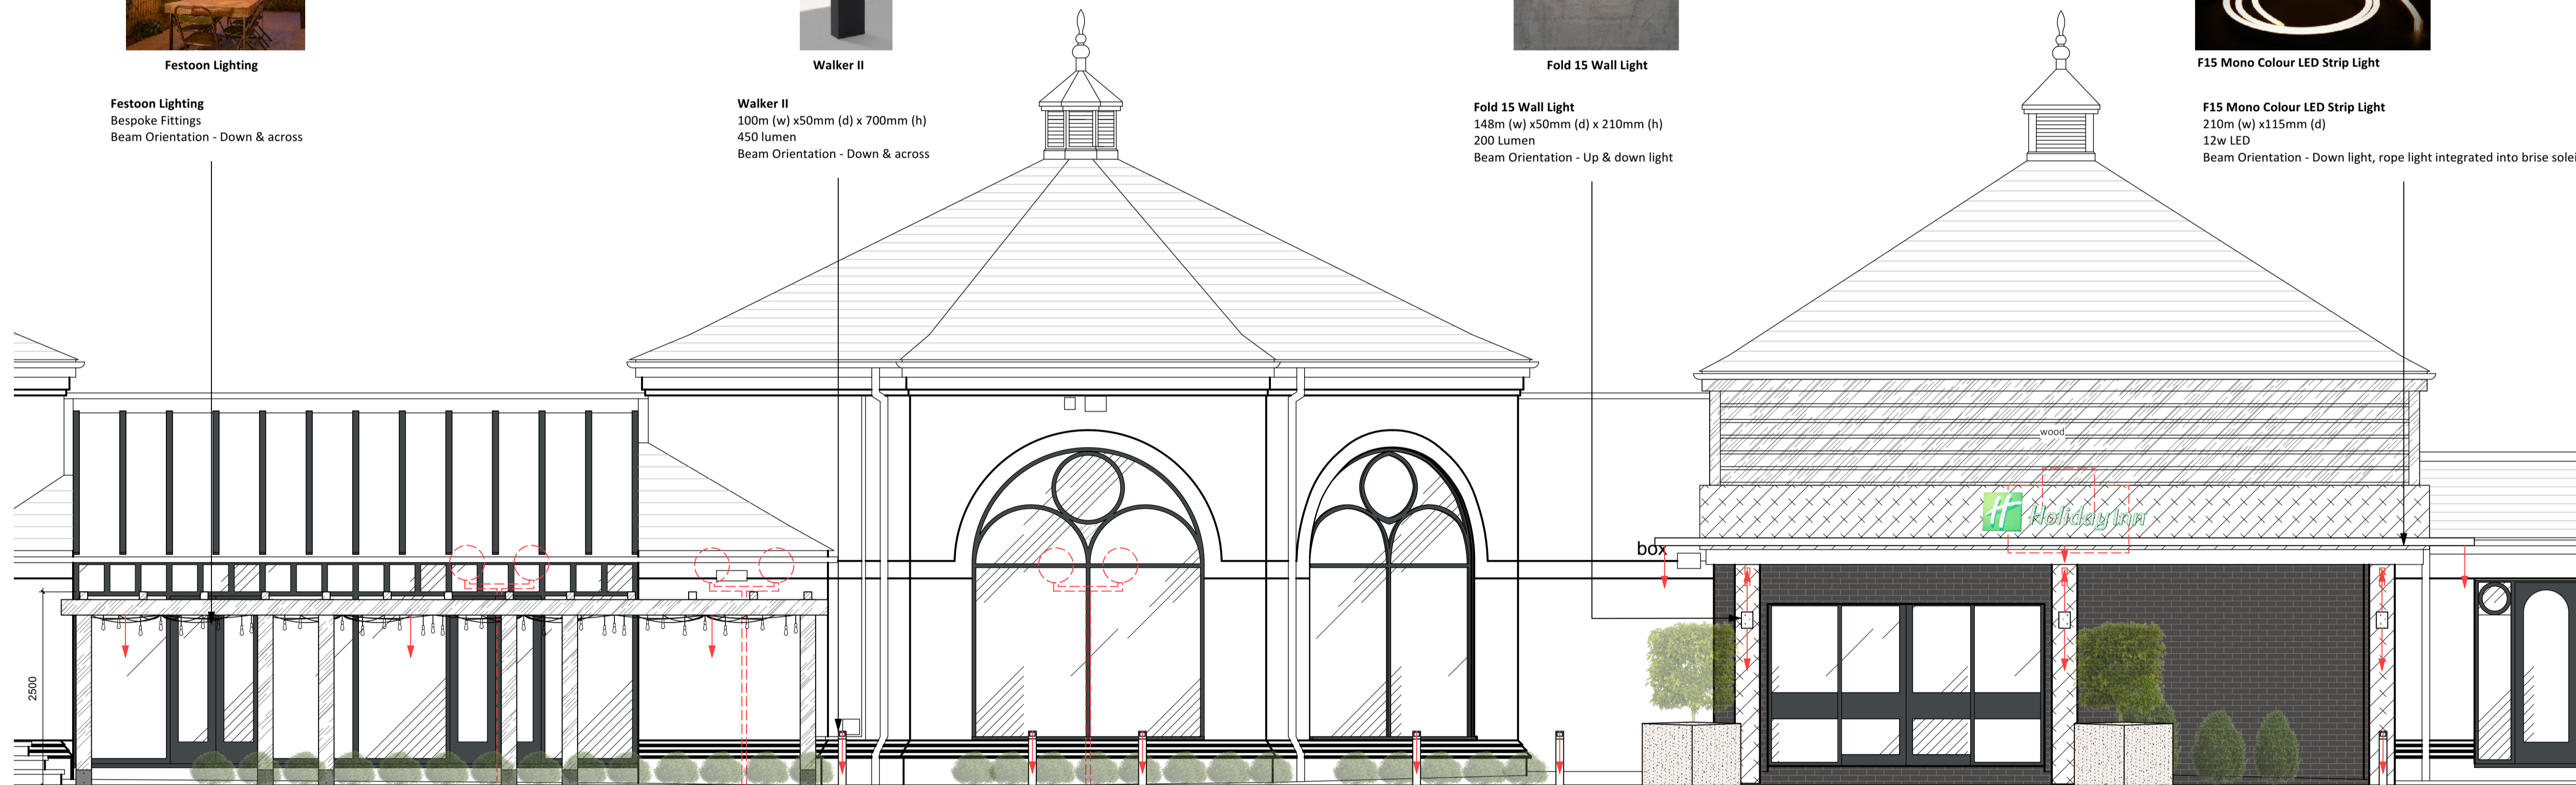 Festoon Lighting
Walker II
Fold 15 Wall Light
F15 Mono Colour LED Strip Light
Festoon Lighting
Bespoke Fittings
Beam Orientation - Down & across
Walker II
100m (w) x50mm (d) x 700mm (h)
450 lumen
Beam Orientation - Down & across
Fold 15 Wall Light
148m (w) x50mm (d) x 210mm (h)
200 Lumen
Beam Orientation - Up & down light
F15 Mono Colour LED Strip Light
210m (w) x115mm (d)
12w LED
Beam Orientation - Down light, rope light integrated into brise solei
wood
H Holiday Inn
box
2500